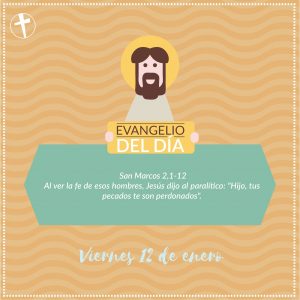 EVANGELIO
DEL DÍA
San Marcos 2,1-12
Al ver la fe de esos hombres, Jesús dijo al paralítico: "Hijo, tus
pecados te son perdonados".
Viernes 12 de enero